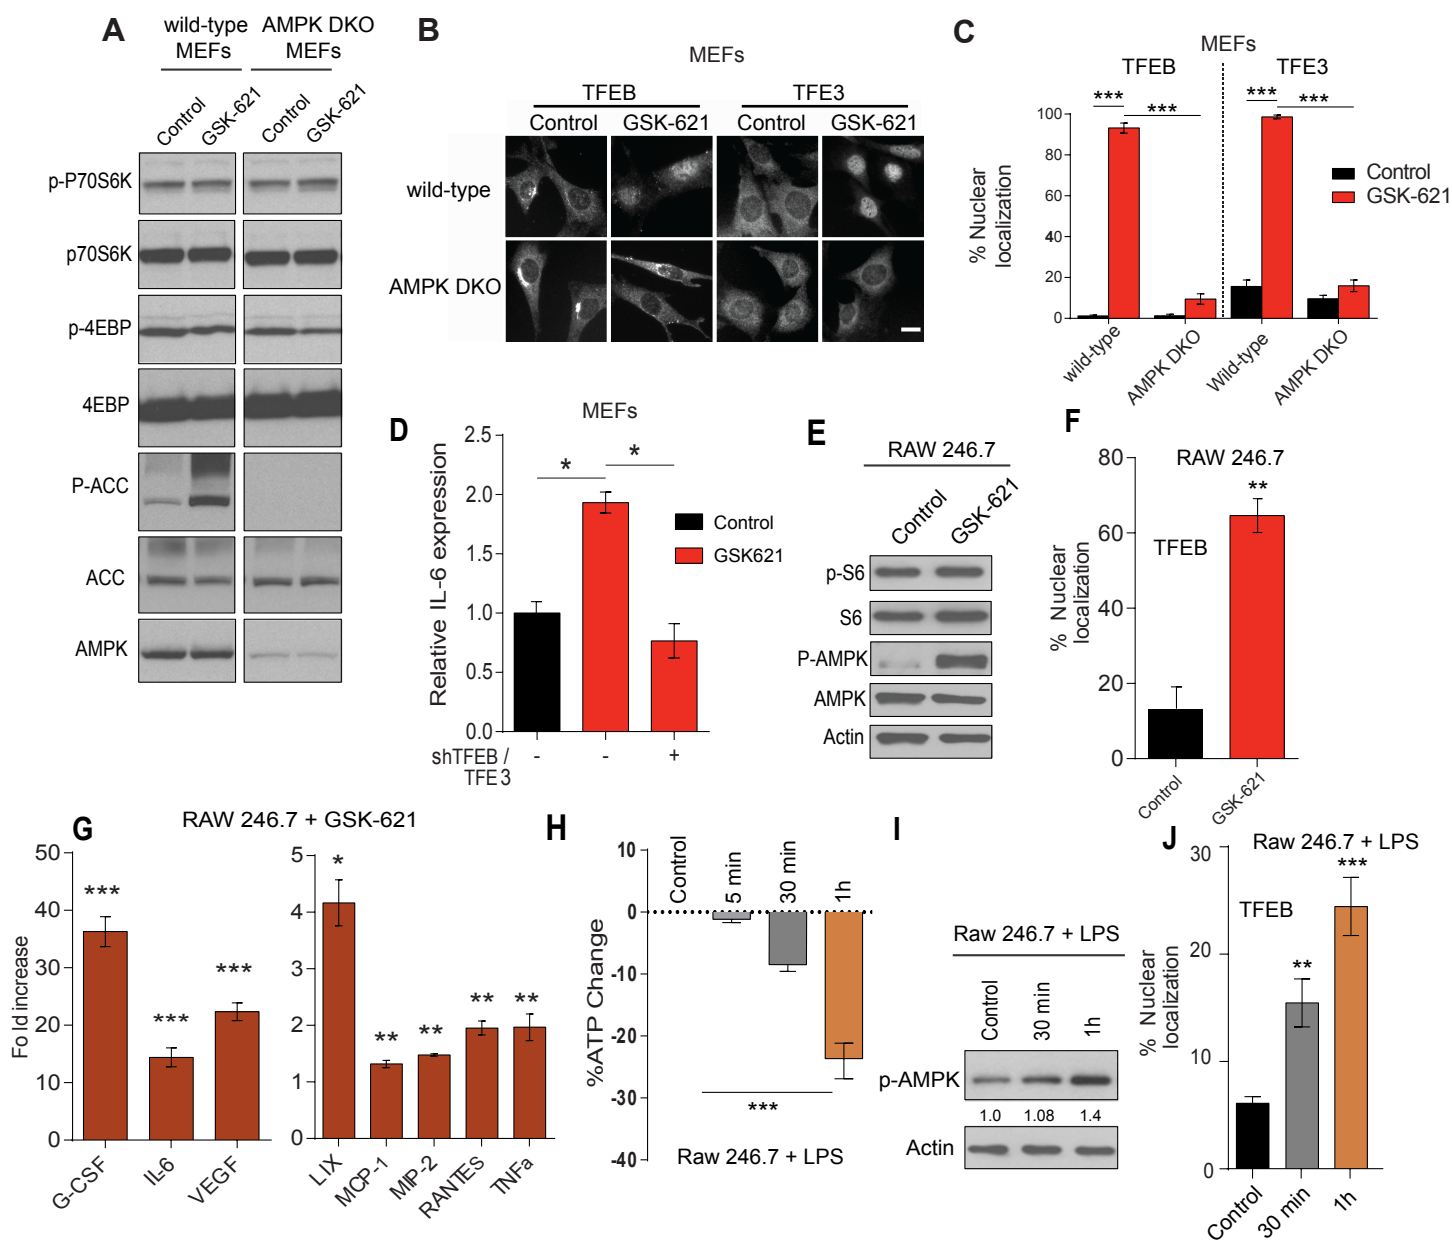 A
wild-type AMPK DKO
MEFs MEFs
Control
GSK-621
Control
GSK-621
p-P70S6K
p70S6K
p-4EBP
4EBP
P-ACC
ACC
AMPK
B
MEFs
TFEB TFE3
Control GSK-621 Control GSK-621
wild-type
AMPK DKO
C
MEFs
TFEB TFE3
*** *** *** ***
% Nuclear
localization
100
80
60
40
20
0
Control
GSK-621
wild-type
AMPK DKO
Wild-type
AMPK DKO
D
MEFs
Relative IL-6 expression
2.5
2.0
1.5
1.0
0.5
0.0
* *
Control
GSK621
shTFEB / - - +
TFE3
E
RAW 246.7
Control
GSK-621
p-S6
S6
P-AMPK
AMPK
Actin
F
RAW 246.7
**
TFEB
% Nuclear
localization
80
60
40
20
0
Control
GSK-621
G
RAW 246.7 + GSK-621
Fold increase
50
40
30
20
10
0
*** *** ***
G-CSF
IL-6
VEGF
5
4
3
2
1
0
* ** ** ** **
LIX
MCP-1
MIP-2
RANTES
TNFa
H
%ATP Change
10
0
-10
-20
-30
-40
Control
5 min
30 min
1h
***
Raw 246.7 + LPS
I
Raw 246.7 + LPS
Control
30 min
1h
p-AMPK
1.0 1.08 1.4
Actin
J
Raw 246.7 + LPS
TFEB
** ***
% Nuclear
localization
30
20
10
0
Control
30 min
1h